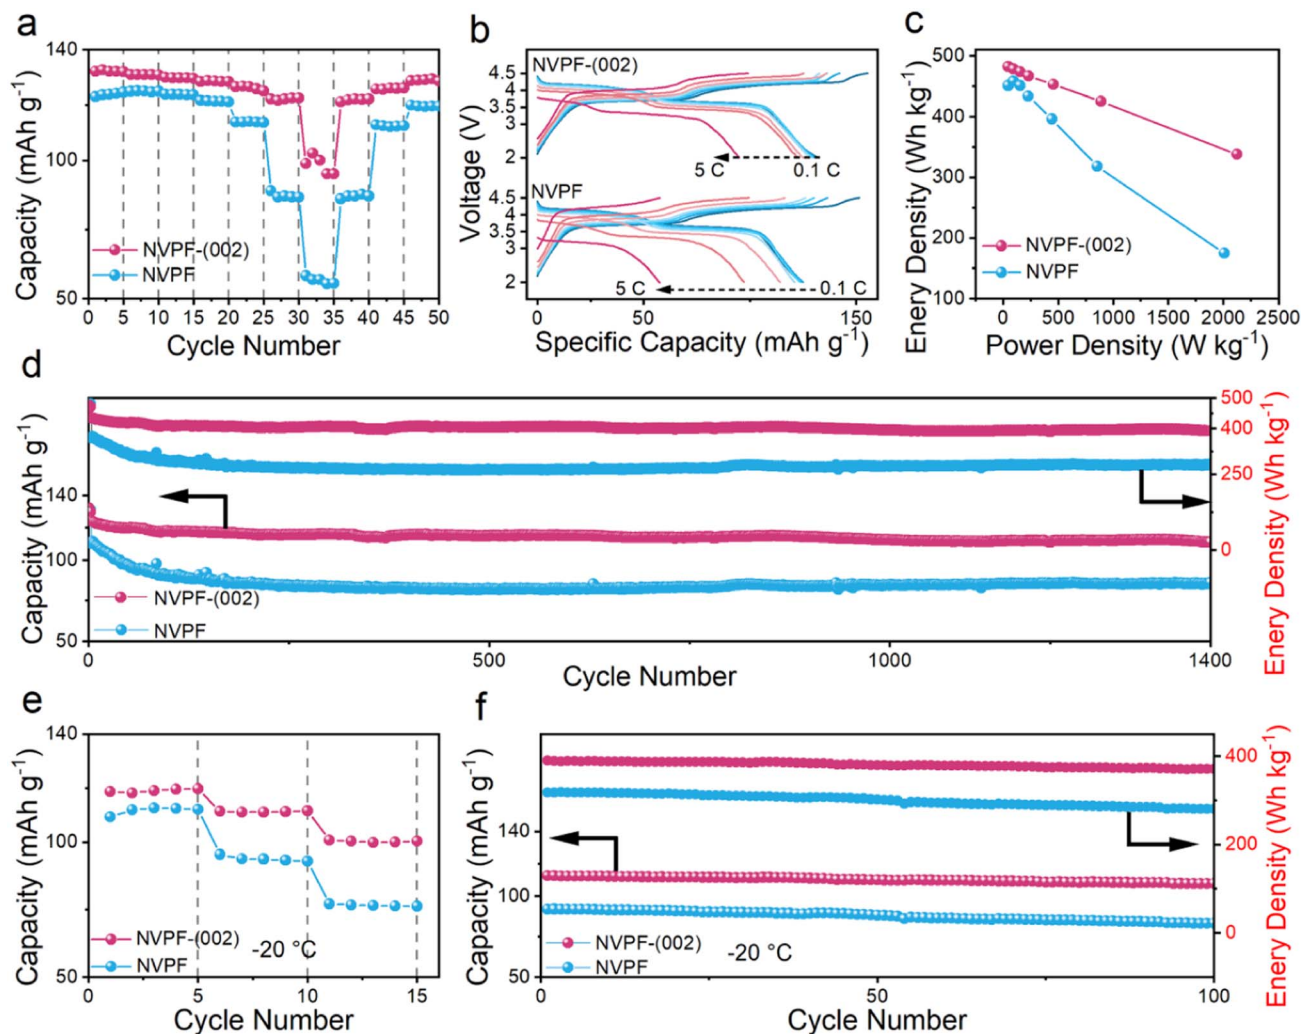 a
Capacity (mAh g-1)
140
100
50
NVPF-(002)
NVPF
0 5 10 15 20 25 30 35 40 45 50
Cycle Number
b
Voltage (V)
NVPF-(002)
4.5
4
3.5
3
2
5 C
0.1 C
NVPF
4.5
4
3.5
3
2
5 C
0.1 C
0 50 150
Specific Capacity (mAh g-1)
c
Enery Density (Wh kg-1)
500
400
300
250
100
NVPF-(002)
NVPF
0 500 1000 1500 2000 2500
Power Density (W kg-1)
d
Capacity (mAh g-1)
140
100
50
NVPF-(002)
NVPF
500
400
250
0
Enery Density (Wh kg-1)
0 500 1000 1400
Cycle Number
e
Capacity (mAh g-1)
140
100
50
NVPF-(002)
NVPF
-20 °C
0 5 10 15
Cycle Number
f
Capacity (mAh g-1)
140
100
50
NVPF-(002)
NVPF
-20 °C
400
200
0
Enery Density (Wh kg-1)
0 50 100
Cycle Number